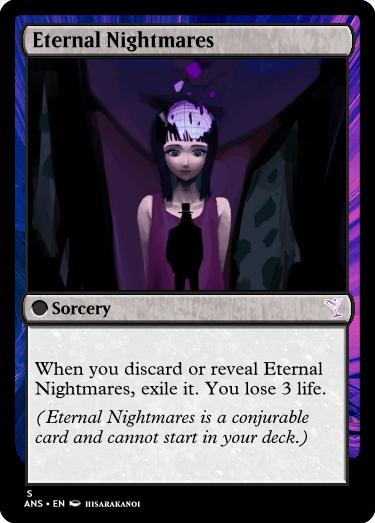 Eternal Nightmares
Sorcery
When you discard or reveal Eternal
Nightmares, exile it. You lose 3 life.
(Eternal Nightmares is a conjurable
card and cannot start in your deck.)
S
ANS • EN HISARAKANOI